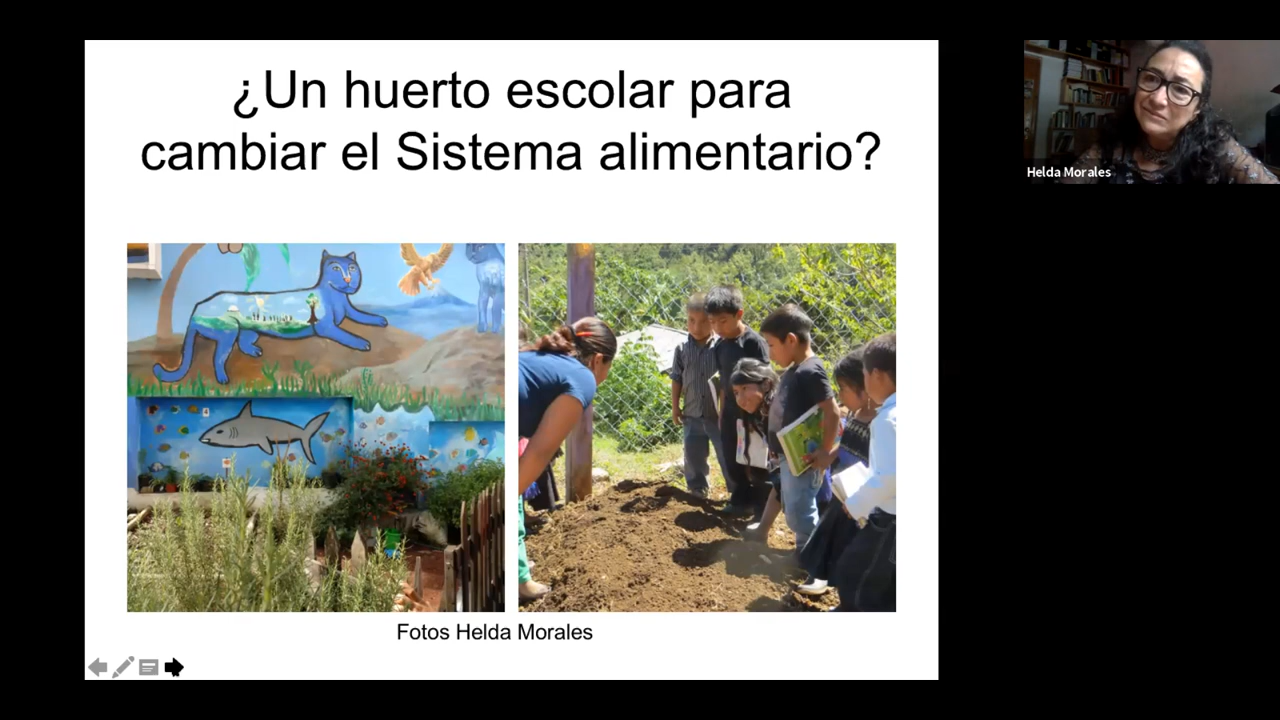 ¿Un huerto escolar para
cambiar el Sistema alimentario?
Helda Morales
Fotos Helda Morales